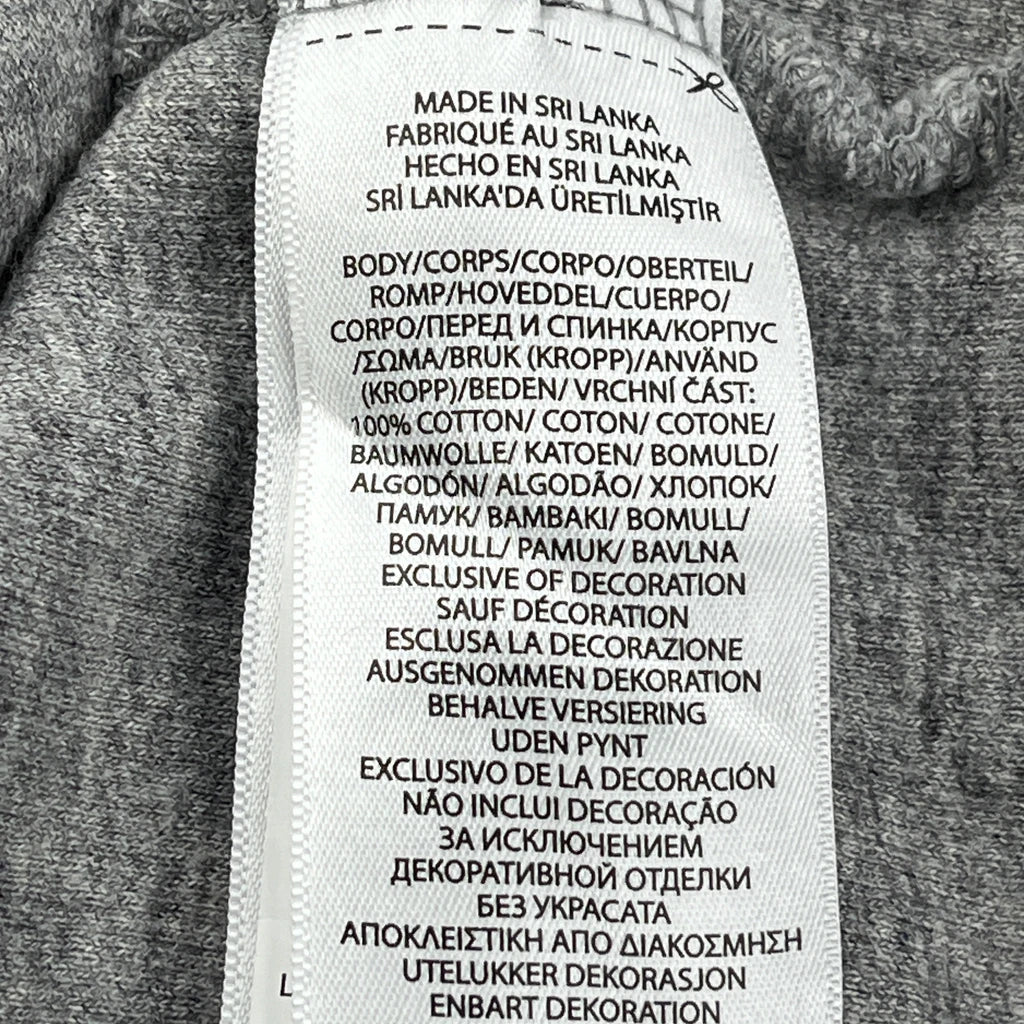 MADE IN SRI LANKA
FABRIQUÉ AU SRI LANKA
HECHO EN SRI LANKA
SRİ LANKA'DA ÜRETİLMİŞTİR
BODY/CORPS/CORPO/OBERTEIL/
ROMP/HOVEDDEL/CUERPO/
CORPO/ПЕРЕД И СПИНКА/КОРПУС
/ΣΩΜΑ/BRUK (KROPP)/ANVÄND
(KROPP)/BEDEN/ VRCHNÍ ČÁST:
100% COTTON/ COTON/ COTONE/
BAUMWOLLE/ KATOEN/ BOMULD/
ALGODÓN/ ALGODÃO/ ХЛОПОК/
ПАМУК/ BAMBAKI/ BOMULL/
BOMULL/ PAMUK/ BAVLNA
EXCLUSIVE OF DECORATION
SAUF DÉCORATION
ESCLUSA LA DECORAZIONE
AUSGENOMMEN DEKORATION
BEHALVE VERSIERING
UDEN PYNT
EXCLUSIVO DE LA DECORACIÓN
NÃO INCLUI DECORAÇÃO
ЗА ИСКЛЮЧЕНИЕМ
ДЕКОРАТИВНОЙ ОТДЕЛКИ
БЕЗ УКРАСАТА
ΑΠΟΚΛΕΙΣΤΙΚΗ ΑΠΟ ΔΙΑΚΟΣΜΗΣΗ
UTELUKKER DEKORASJON
ENBART DEKORATION